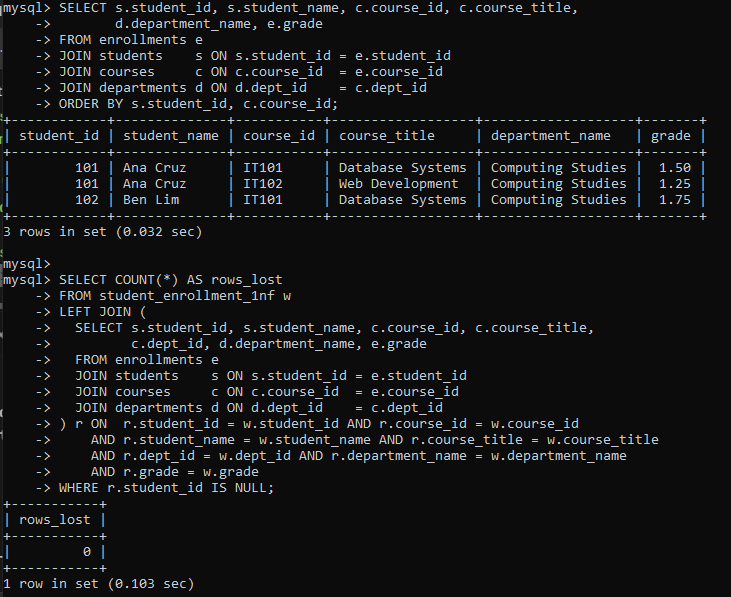 mysql> SELECT s.student_id, s.student_name, c.course_id, c.course_title,
    ->        d.department_name, e.grade
    -> FROM enrollments e
    -> JOIN students    s ON s.student_id = e.student_id
    -> JOIN courses     c ON c.course_id  = e.course_id
    -> JOIN departments d ON d.dept_id    = c.dept_id
    -> ORDER BY s.student_id, c.course_id;
+------------+--------------+-----------+------------------+-------------------+-------+
| student_id | student_name | course_id | course_title     | department_name   | grade |
+------------+--------------+-----------+------------------+-------------------+-------+
|        101 | Ana Cruz     | IT101     | Database Systems | Computing Studies |  1.50 |
|        101 | Ana Cruz     | IT102     | Web Development  | Computing Studies |  1.25 |
|        102 | Ben Lim      | IT101     | Database Systems | Computing Studies |  1.75 |
+------------+--------------+-----------+------------------+-------------------+-------+
3 rows in set (0.032 sec)

mysql>
mysql> SELECT COUNT(*) AS rows_lost
    -> FROM student_enrollment_1nf w
    -> LEFT JOIN (
    ->   SELECT s.student_id, s.student_name, c.course_id, c.course_title,
    ->          c.dept_id, d.department_name, e.grade
    ->   FROM enrollments e
    ->   JOIN students    s ON s.student_id = e.student_id
    ->   JOIN courses     c ON c.course_id  = e.course_id
    ->   JOIN departments d ON d.dept_id    = c.dept_id
    -> ) r ON  r.student_id = w.student_id AND r.course_id = w.course_id
    ->     AND r.student_name = w.student_name AND r.course_title = w.course_title
    ->     AND r.dept_id = w.dept_id AND r.department_name = w.department_name
    ->     AND r.grade = w.grade
    -> WHERE r.student_id IS NULL;
+-----------+
| rows_lost |
+-----------+
|         0 |
+-----------+
1 row in set (0.103 sec)